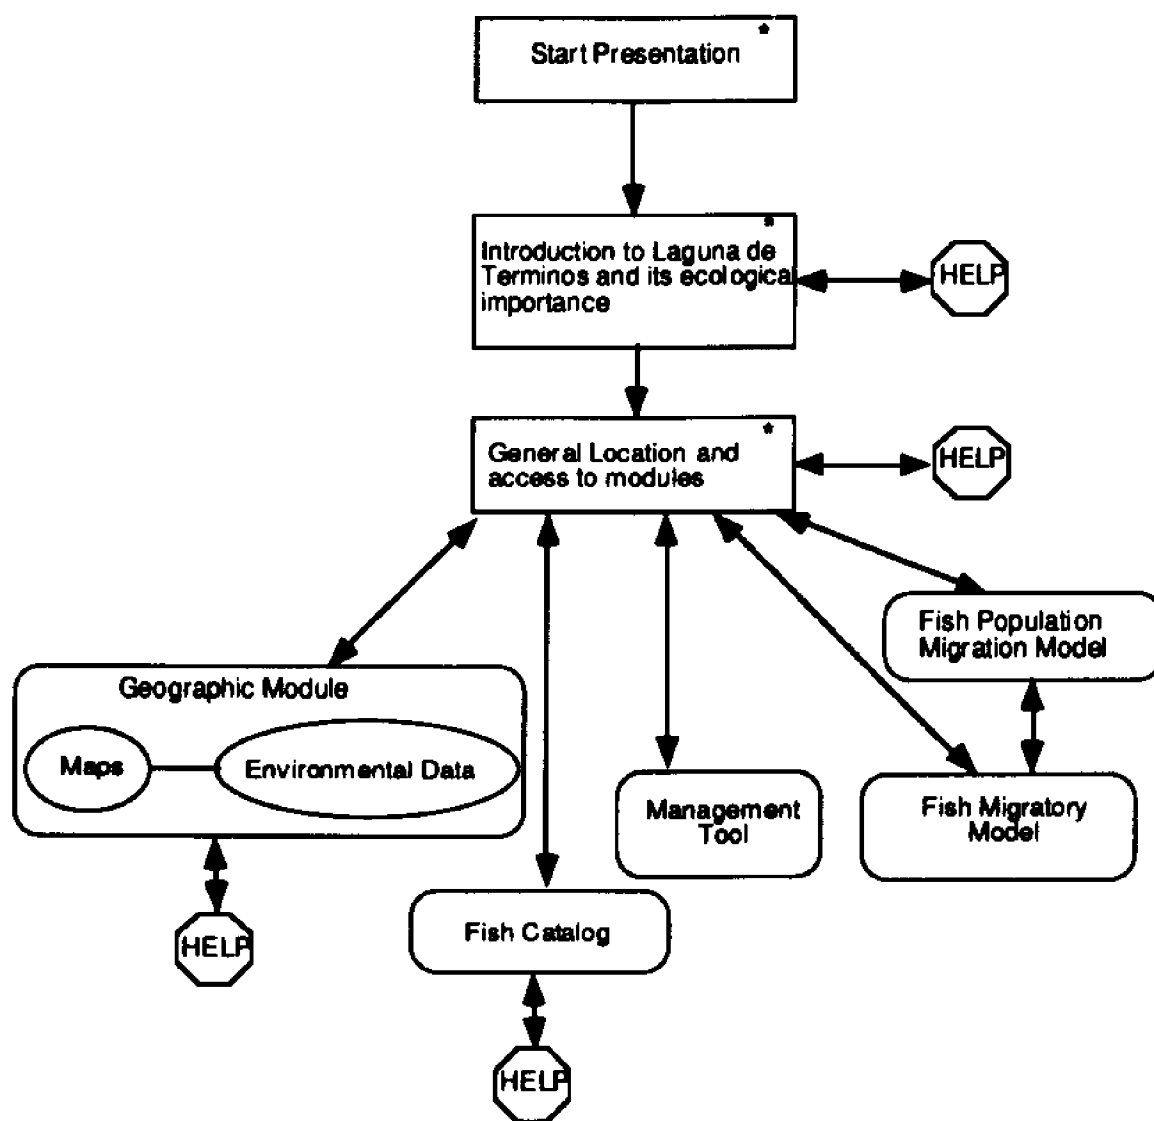 Start Presentation *
Introduction to Laguna de *
Terminos and its ecological
importance
HELP
General Location and *
access to modules
HELP
Fish Population
Migration Model
Geographic Module
Maps
Environmental Data
Management
Tool
Fish Migratory
Model
HELP
Fish Catalog
HELP